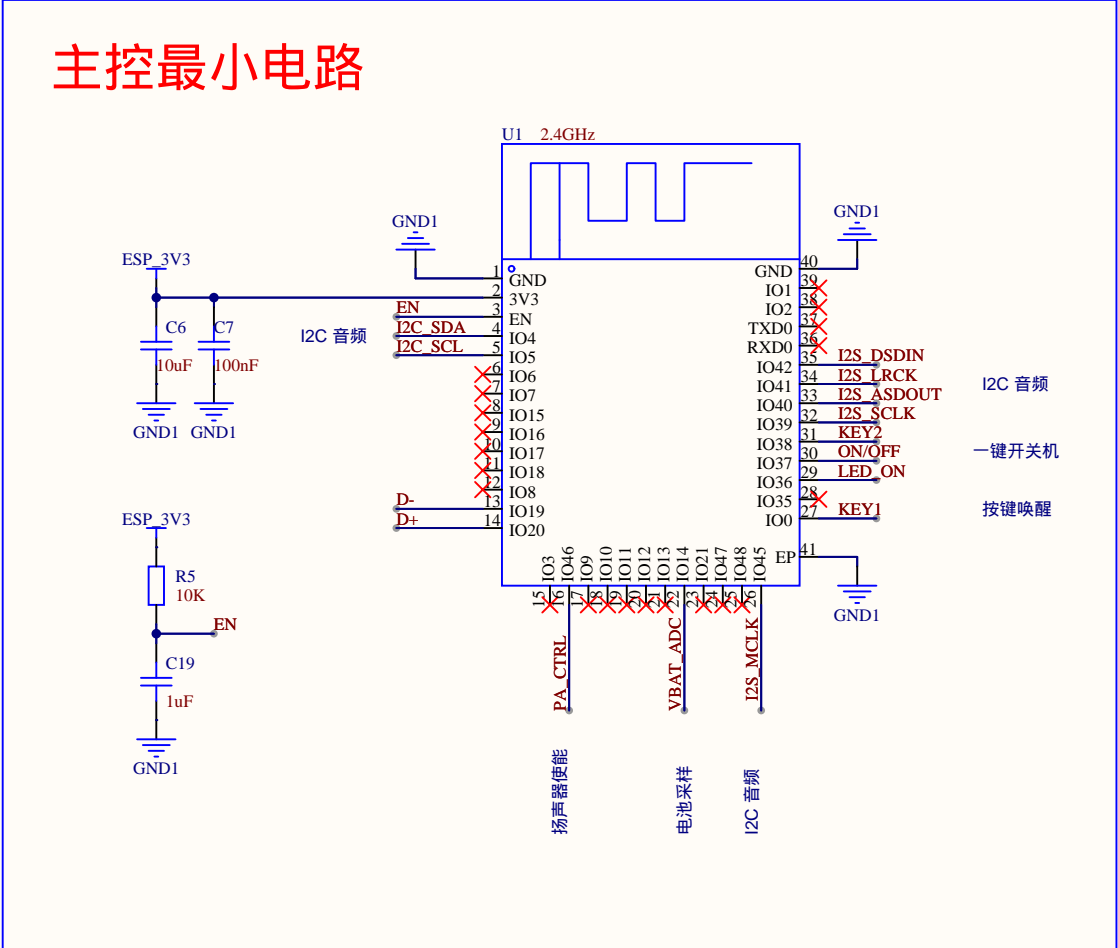 主控最小电路
U1 2.4GHz
GND1
GND1
ESP_3V3
C6
10uF
C7
100nF
GND1
GND1
I2C 音频
EN
I2C_SDA
I2C_SCL
D-
D+
1 GND
2 3V3
3 EN
4 IO4
5 IO5
6 IO6
7 IO7
8 IO15
9 IO16
10 IO17
11 IO18
12 IO8
13 IO19
14 IO20
GND 40
IO1 39
IO2 38
TXD0 37
RXD0 36
IO42 35 I2S_DSDIN
IO41 34 I2S_LRCK
IO40 33 I2S_ASDOUT
IO39 32 I2S_SCLK
IO38 31 KEY2
IO37 30 ON/OFF
IO36 29 LED_ON
IO35 28
IO0 27 KEY1
EP 41
GND1
I2C 音频
一键开关机
按键唤醒
IO3 15
IO46 16
IO9 17
IO10 18
IO11 19
IO12 20
IO13 21
IO14 22
IO21 23
IO47 24
IO48 25
IO45 26
PA_CTRL
VBAT_ADC
I2S_MCLK
扬声器使能
电池采样
I2C 音频
ESP_3V3
R5
10K
EN
C19
1uF
GND1